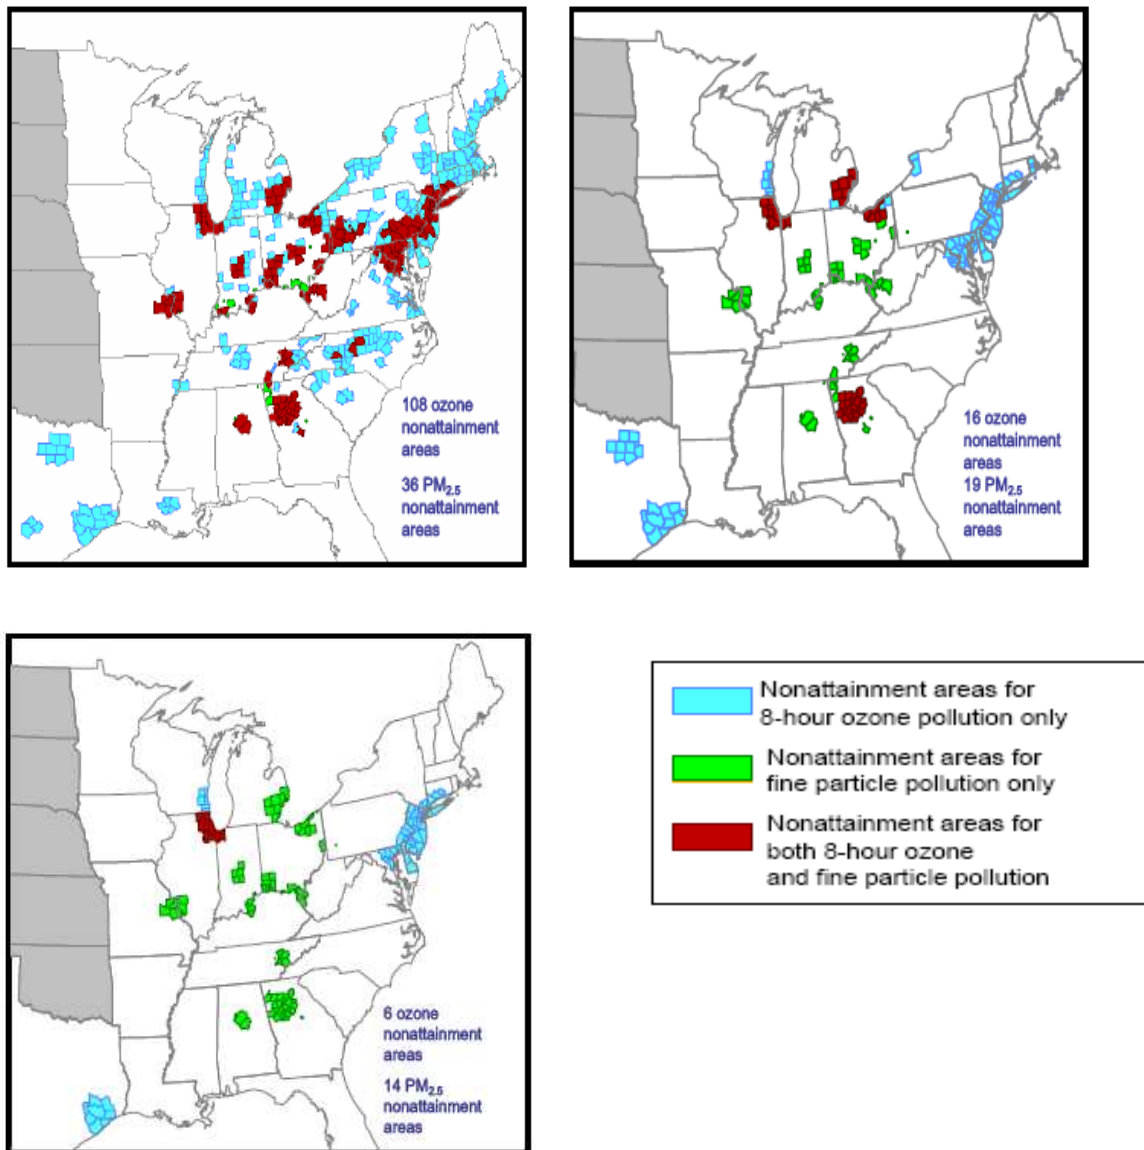 108 ozone
nonattainment
areas
36 PM2.5
nonattainment
areas
16 ozone
nonattainment
areas
19 PM2.5
nonattainment
areas
6 ozone
nonattainment
areas
14 PM2.5
nonattainment
areas
Nonattainment areas for
8-hour ozone pollution only
Nonattainment areas for
fine particle pollution only
Nonattainment areas for
both 8-hour ozone
and fine particle pollution